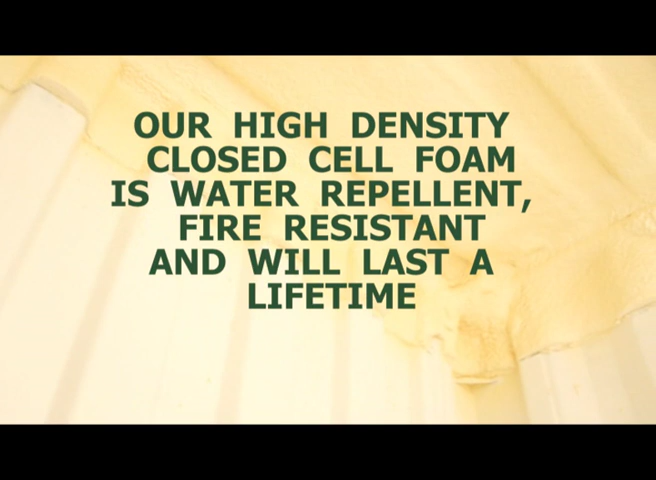 OUR HIGH DENSITY
CLOSED CELL FOAM
IS WATER REPELLENT,
FIRE RESISTANT
AND WILL LAST A
LIFETIME